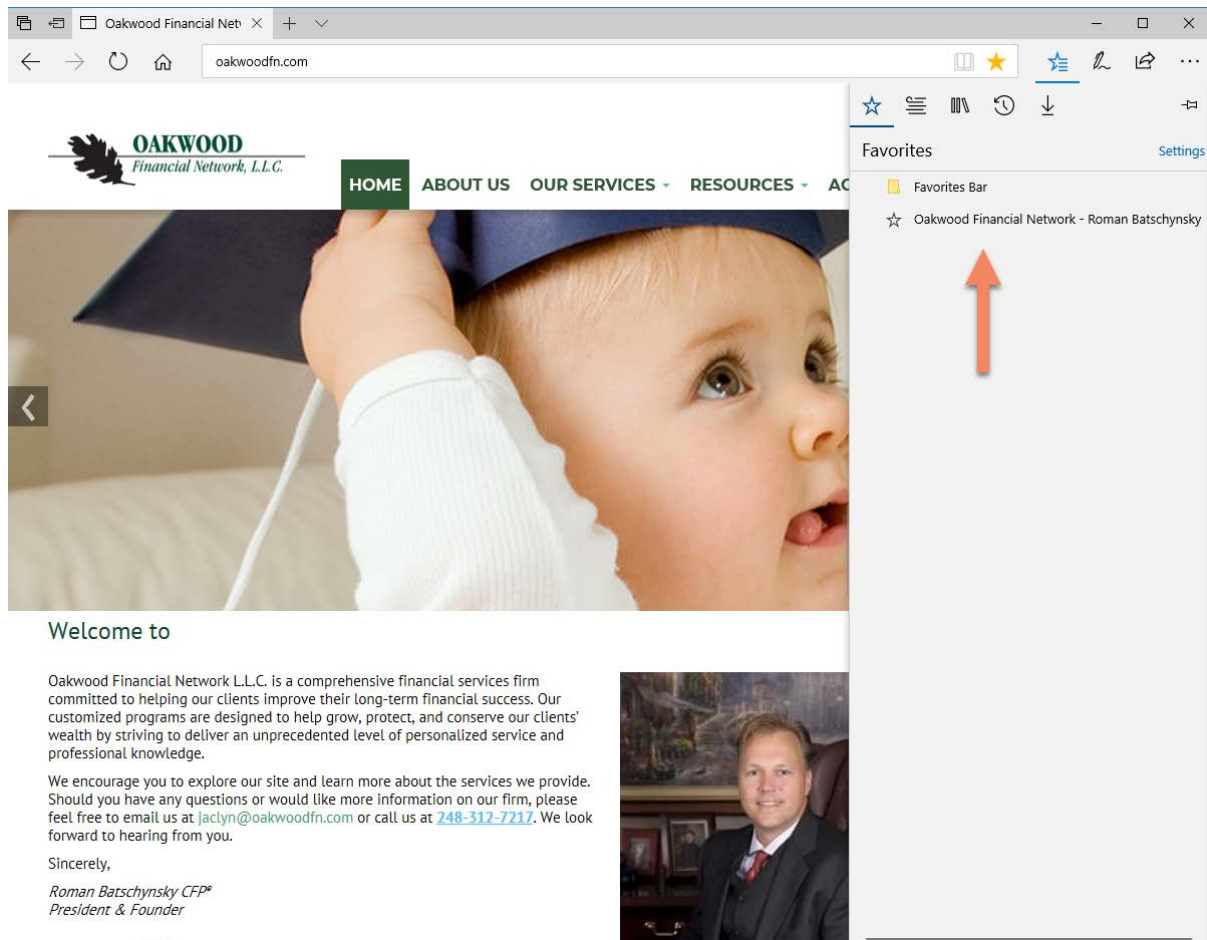 Oakwood Financial Net
oakwoodfn.com
OAKWOOD
Financial Network, L.L.C.
HOME ABOUT US OUR SERVICES RESOURCES
Favorites Settings
Favorites Bar
Oakwood Financial Network - Roman Batschynsky
Welcome to
Oakwood Financial Network L.L.C. is a comprehensive financial services firm
committed to helping our clients improve their long-term financial success. Our
customized programs are designed to help grow, protect, and conserve our clients'
wealth by striving to deliver an unprecedented level of personalized service and
professional knowledge.
We encourage you to explore our site and learn more about the services we provide.
Should you have any questions or would like more information on our firm, please
feel free to email us at jaclyn@oakwoodfn.com or call us at 248-312-7217. We look
forward to hearing from you.
Sincerely,
Roman Batschynsky CFP®
President & Founder